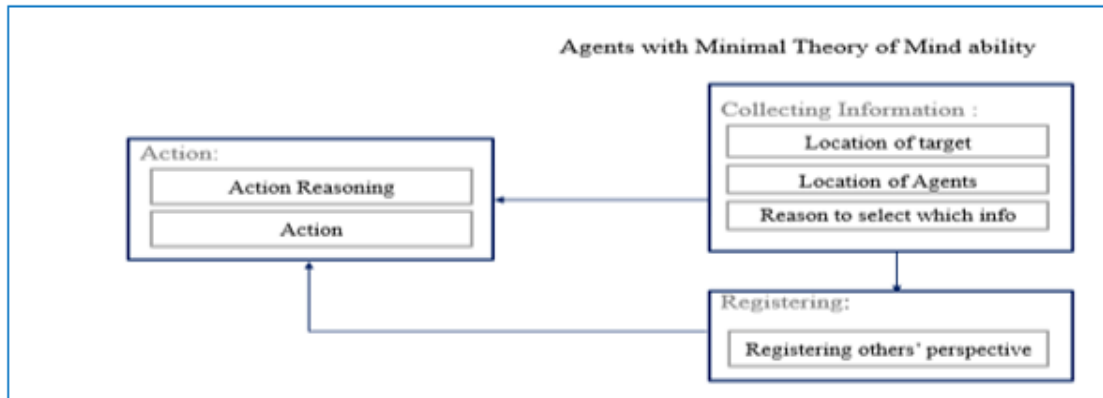 Agents with Minimal Theory of Mind ability
Collecting Information :
Location of target
Location of Agents
Reason to select which info
Action:
Action Reasoning
Action
Registering:
Registering others' perspective